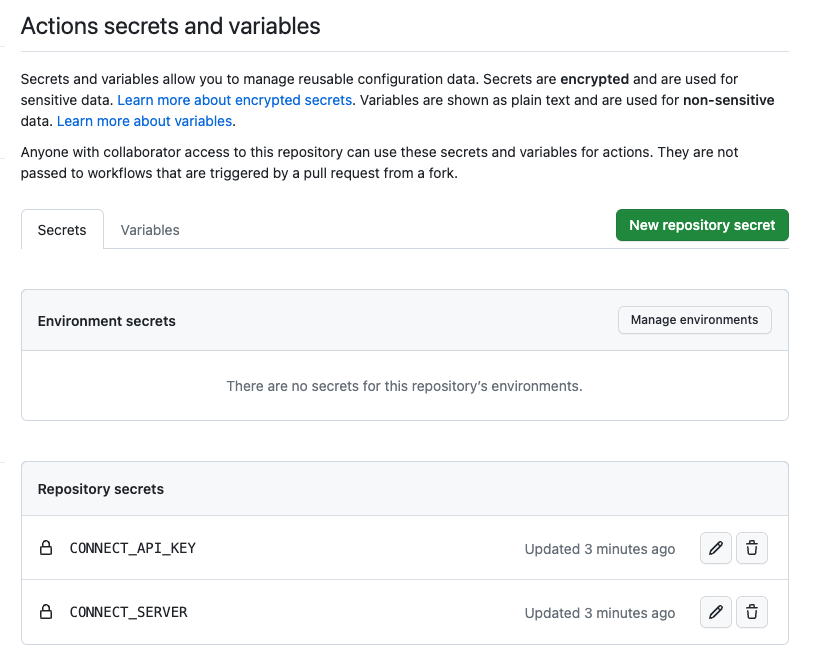 Actions secrets and variables
Secrets and variables allow you to manage reusable configuration data. Secrets are encrypted and are used for
sensitive data. Learn more about encrypted secrets. Variables are shown as plain text and are used for non-sensitive
data. Learn more about variables.
Anyone with collaborator access to this repository can use these secrets and variables for actions. They are not
passed to workflows that are triggered by a pull request from a fork.
Secrets Variables New repository secret
Environment secrets Manage environments
There are no secrets for this repository’s environments.
Repository secrets
CONNECT_API_KEY Updated 3 minutes ago
CONNECT_SERVER Updated 3 minutes ago